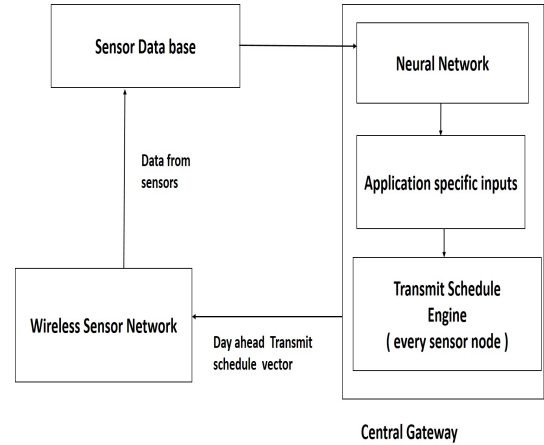 Sensor Data base
Neural Network
Data from
sensors
Application specific inputs
Wireless Sensor Network
Day ahead Transmit
schedule vector
Transmit Schedule
Engine
( every sensor node )
Central Gateway